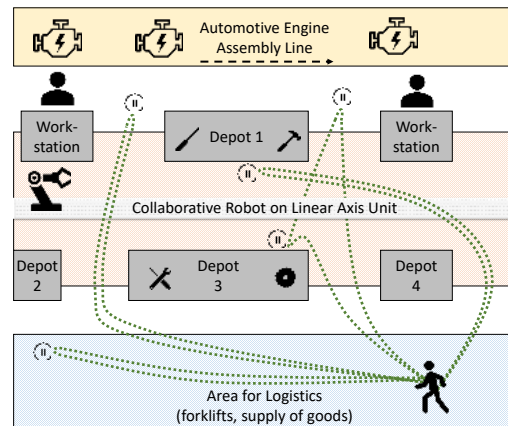 Automotive Engine
Assembly Line
Work-
station
Depot 1
Work-
station
Collaborative Robot on Linear Axis Unit
Depot
2
Depot
3
Depot
4
Area for Logistics
(forklifts, supply of goods)